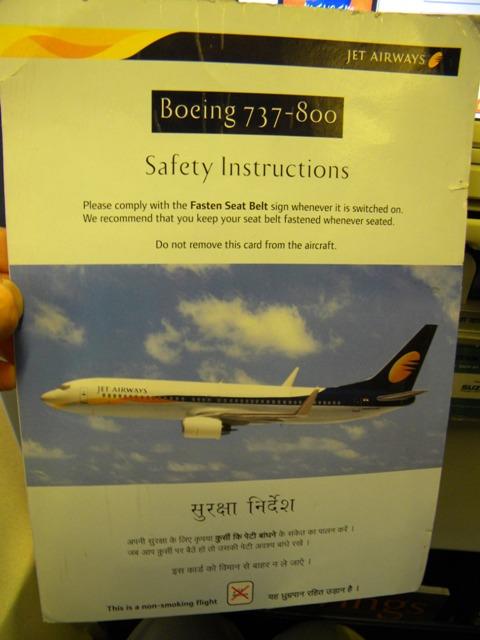 JET AIRWAYS
Boeing 737-800
Safety Instructions
Please comply with the Fasten Seat Belt sign whenever it is switched on.
We recommend that you keep your seat belt fastened whenever seated.
Do not remove this card from the aircraft.
JET AIRWAYS
सुरक्षा निर्देश
अपनी सुरक्षा के लिए कृपया कुर्सी कि पेटी बांधने के संकेत का पालन करें ।
जब आप कुर्सी पर बैठें हों तो उसकी पेटी अवश्य बांधे रखें ।
इस कार्ड को विमान से बाहर न ले जाऐं ।
This is a non-smoking flight
यह धुम्रपान रहित उड़ान है ।